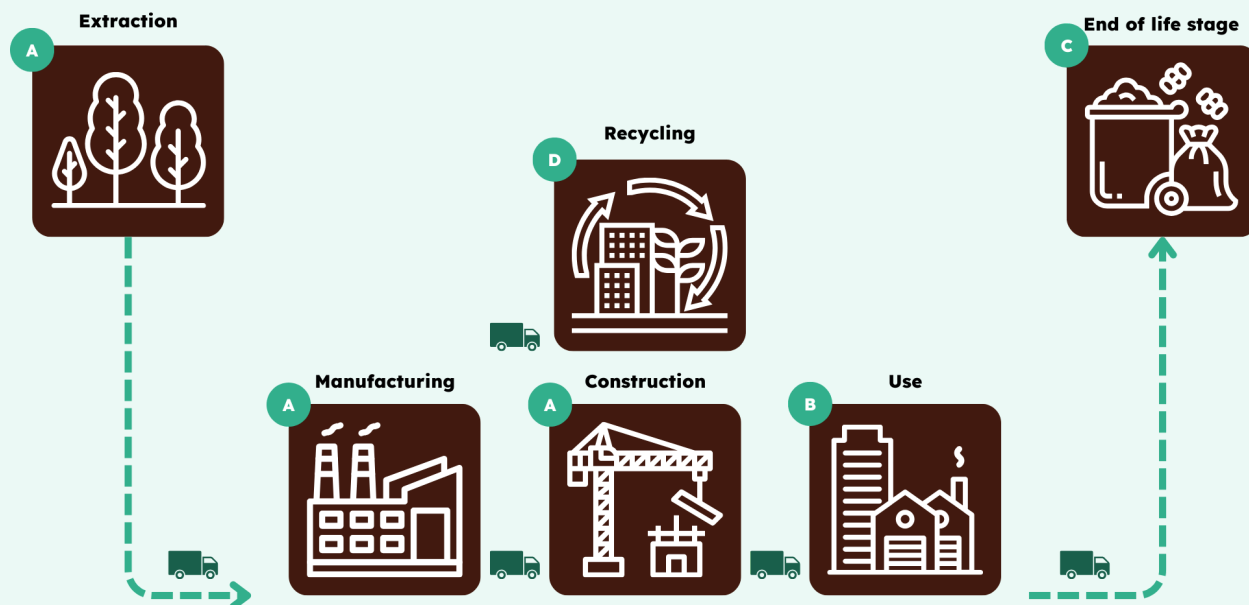 Extraction
A
End of life stage
C
Recycling
D
Manufacturing
A
Construction
A
Use
B